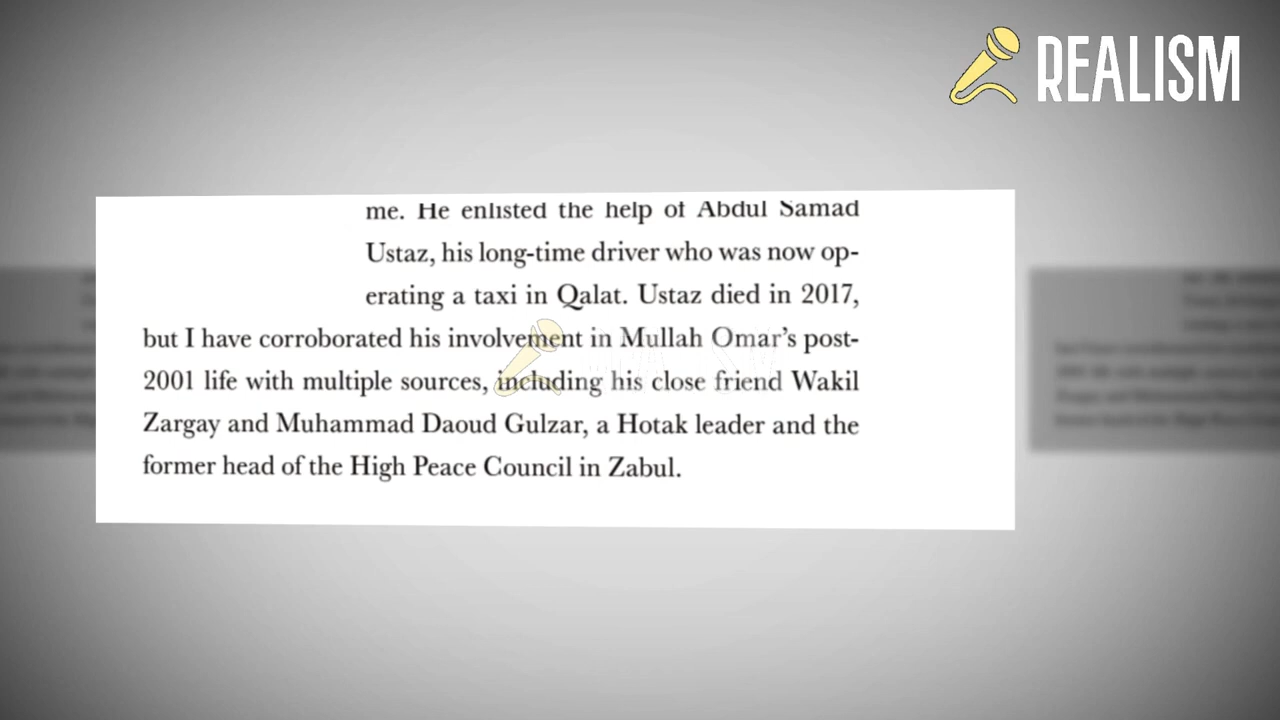 REALISM
me. He enlisted the help of Abdul Samad
Ustaz, his long-time driver who was now op-
erating a taxi in Qalat. Ustaz died in 2017,
but I have corroborated his involvement in Mullah Omar's post-
2001 life with multiple sources, including his close friend Wakil
Zargay and Muhammad Daoud Gulzar, a Hotak leader and the
former head of the High Peace Council in Zabul.